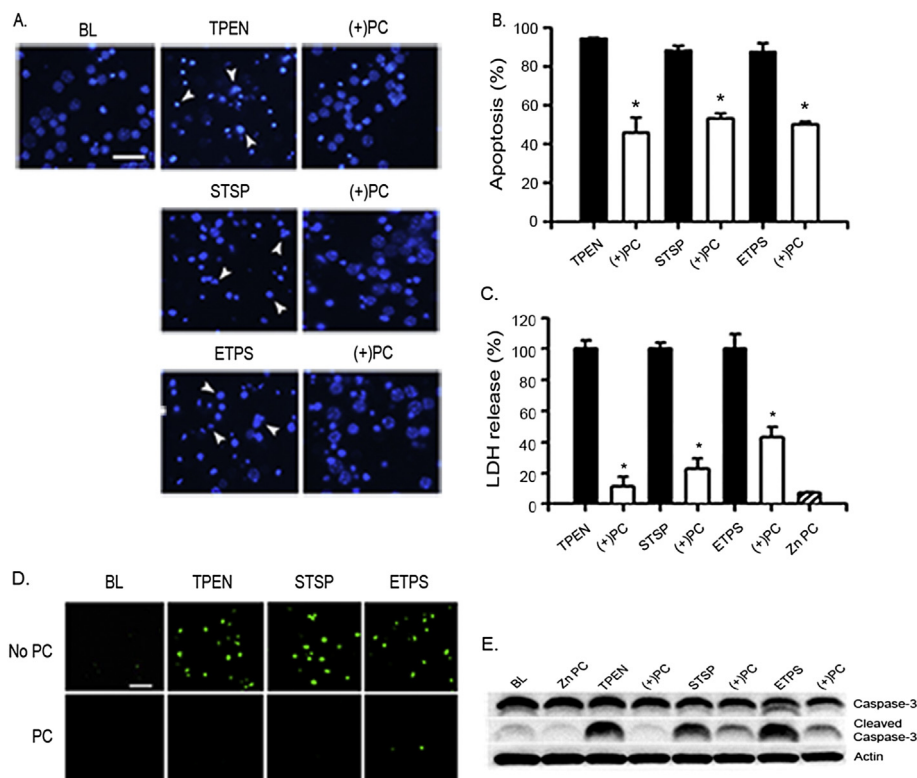 A.
BL TPEN (+)PC
STSP (+)PC
ETPS (+)PC
B.
Apoptosis (%)
100
80
60
40
20
0
* * *
TPEN (+)PC STSP (+)PC ETPS (+)PC
C.
LDH release (%)
120
100
80
60
40
20
0
* * *
TPEN (+)PC STSP (+)PC ETPS (+)PC Zn PC
D.
BL TPEN STSP ETPS
No PC
PC
E.
BL Zn PC TPEN (+)PC STSP (+)PC ETPS (+)PC
Caspase-3
Cleaved
Caspase-3
Actin